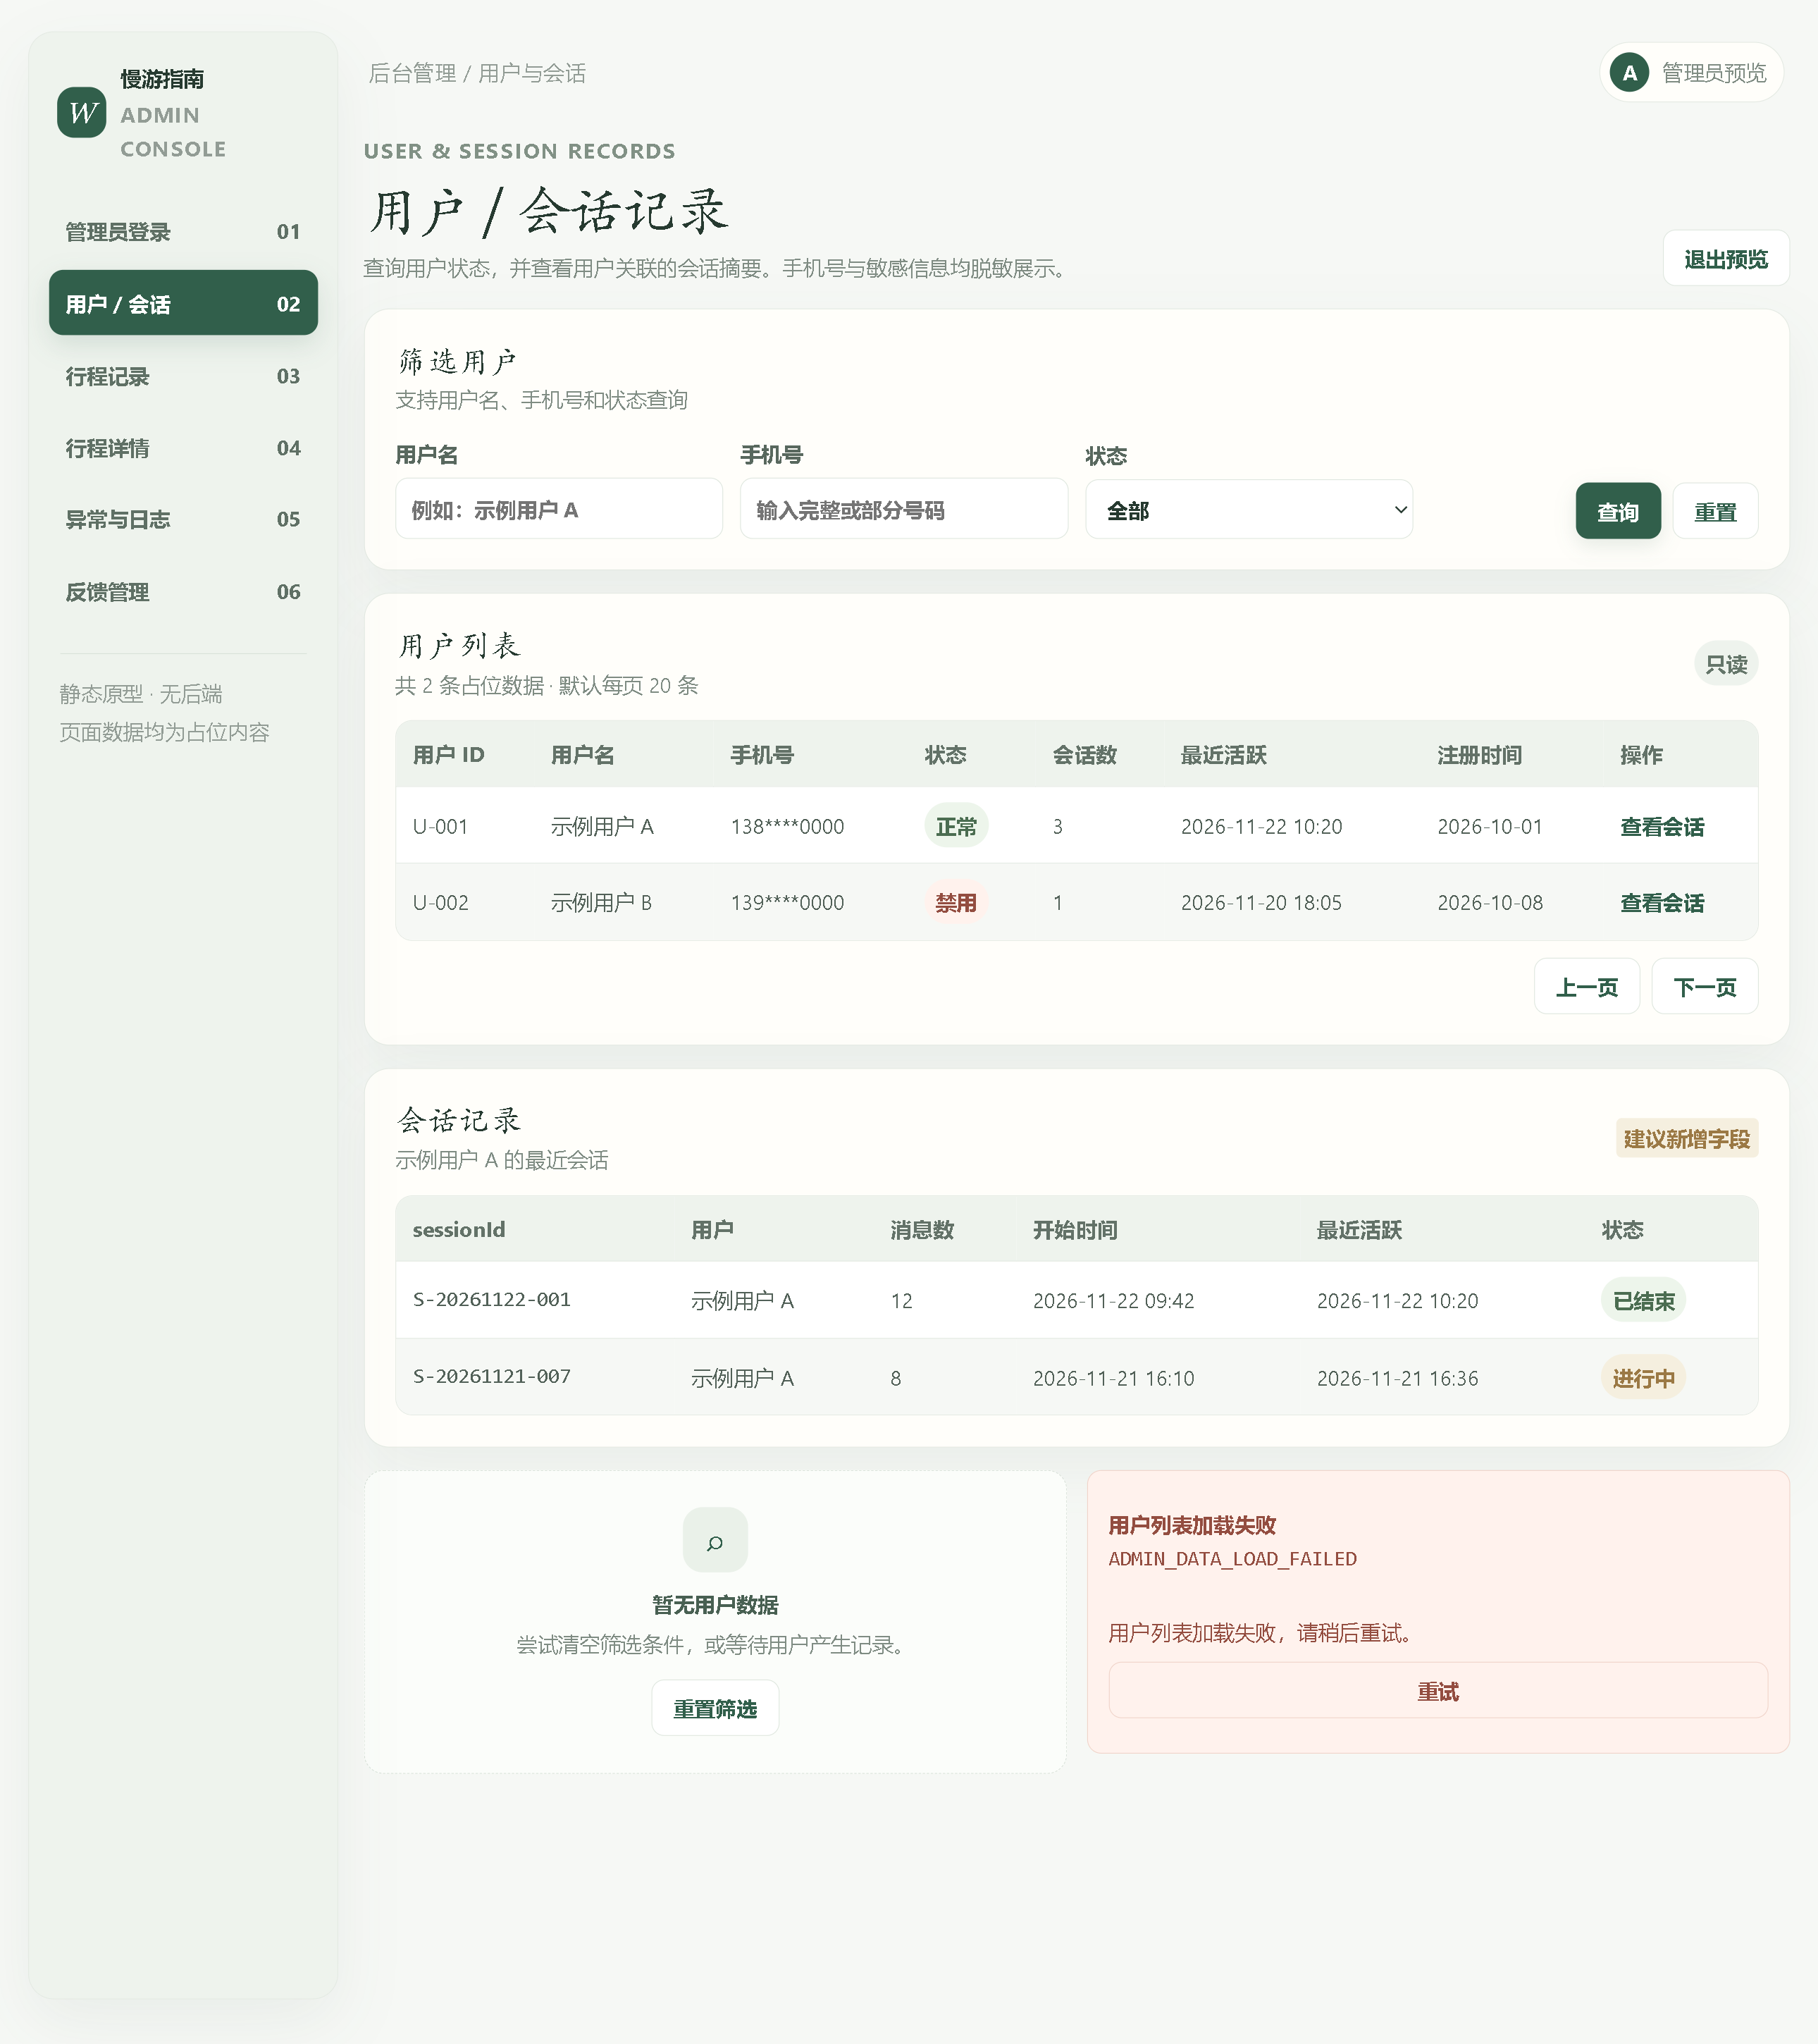 慢游指南
ADMIN
CONSOLE
W
管理员登录 01
用户 / 会话 02
行程记录 03
行程详情 04
异常与日志 05
反馈管理 06
静态原型 · 无后端
页面数据均为占位内容
后台管理 / 用户与会话
A 管理员预览
USER & SESSION RECORDS
用户 / 会话记录
查询用户状态，并查看用户关联的会话摘要。手机号与敏感信息均脱敏展示。
退出预览
筛选用户
支持用户名、手机号和状态查询
用户名 手机号 状态
例如：示例用户 A 输入完整或部分号码 全部 查询 重置
用户列表
共 2 条占位数据 · 默认每页 20 条
只读
用户 ID 用户名 手机号 状态 会话数 最近活跃 注册时间 操作
U-001 示例用户 A 138****0000 正常 3 2026-11-22 10:20 2026-10-01 查看会话
U-002 示例用户 B 139****0000 禁用 1 2026-11-20 18:05 2026-10-08 查看会话
上一页 下一页
会话记录
示例用户 A 的最近会话
建议新增字段
sessionId 用户 消息数 开始时间 最近活跃 状态
S-20261122-001 示例用户 A 12 2026-11-22 09:42 2026-11-22 10:20 已结束
S-20261121-007 示例用户 A 8 2026-11-21 16:10 2026-11-21 16:36 进行中
暂无用户数据
尝试清空筛选条件，或等待用户产生记录。
重置筛选
用户列表加载失败
ADMIN_DATA_LOAD_FAILED
用户列表加载失败，请稍后重试。
重试